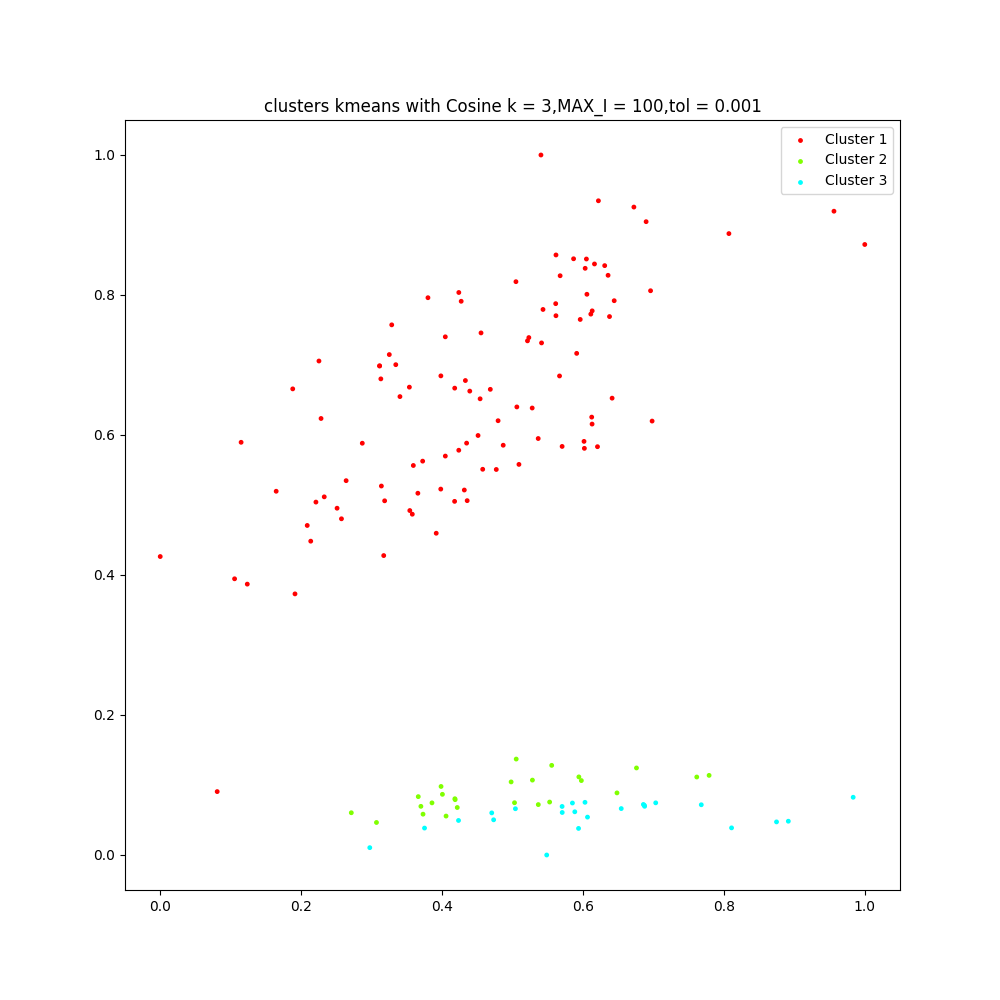 clusters kmeans with Cosine k = 3,MAX_I = 100,tol = 0.001
Cluster 1
Cluster 2
Cluster 3
1.0
0.8
0.6
0.4
0.2
0.0
0.0 0.2 0.4 0.6 0.8 1.0